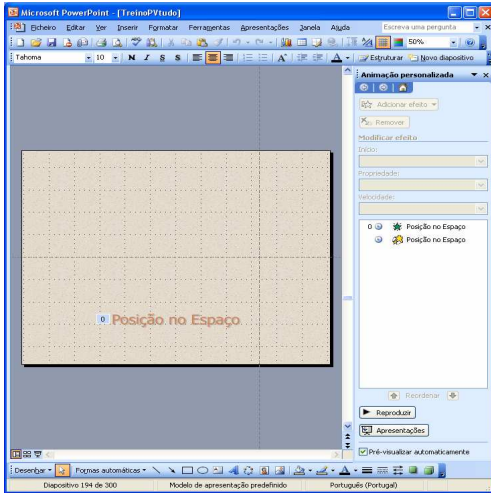 Microsoft PowerPoint - [TreinoPVtudo]
Ficheiro Editar Ver Inserir Formatar Ferramentas Apresentações Janela Ajuda Escreva uma pergunta
50%
Tahoma 10 N I S S Estruturar Novo diapositivo
Animação personalizada
Adicionar efeito
Remover
Modificar efeito
Início:
Propriedade:
Velocidade:
0 Posição no Espaço
Posição no Espaço
0 Posição no Espaço
Reordenar
Reproduzir
Apresentações
Pré-visualizar automaticamente
Desenhar Formas automáticas
Diapositivo 194 de 300 Modelo de apresentação predefinido Português (Portugal)